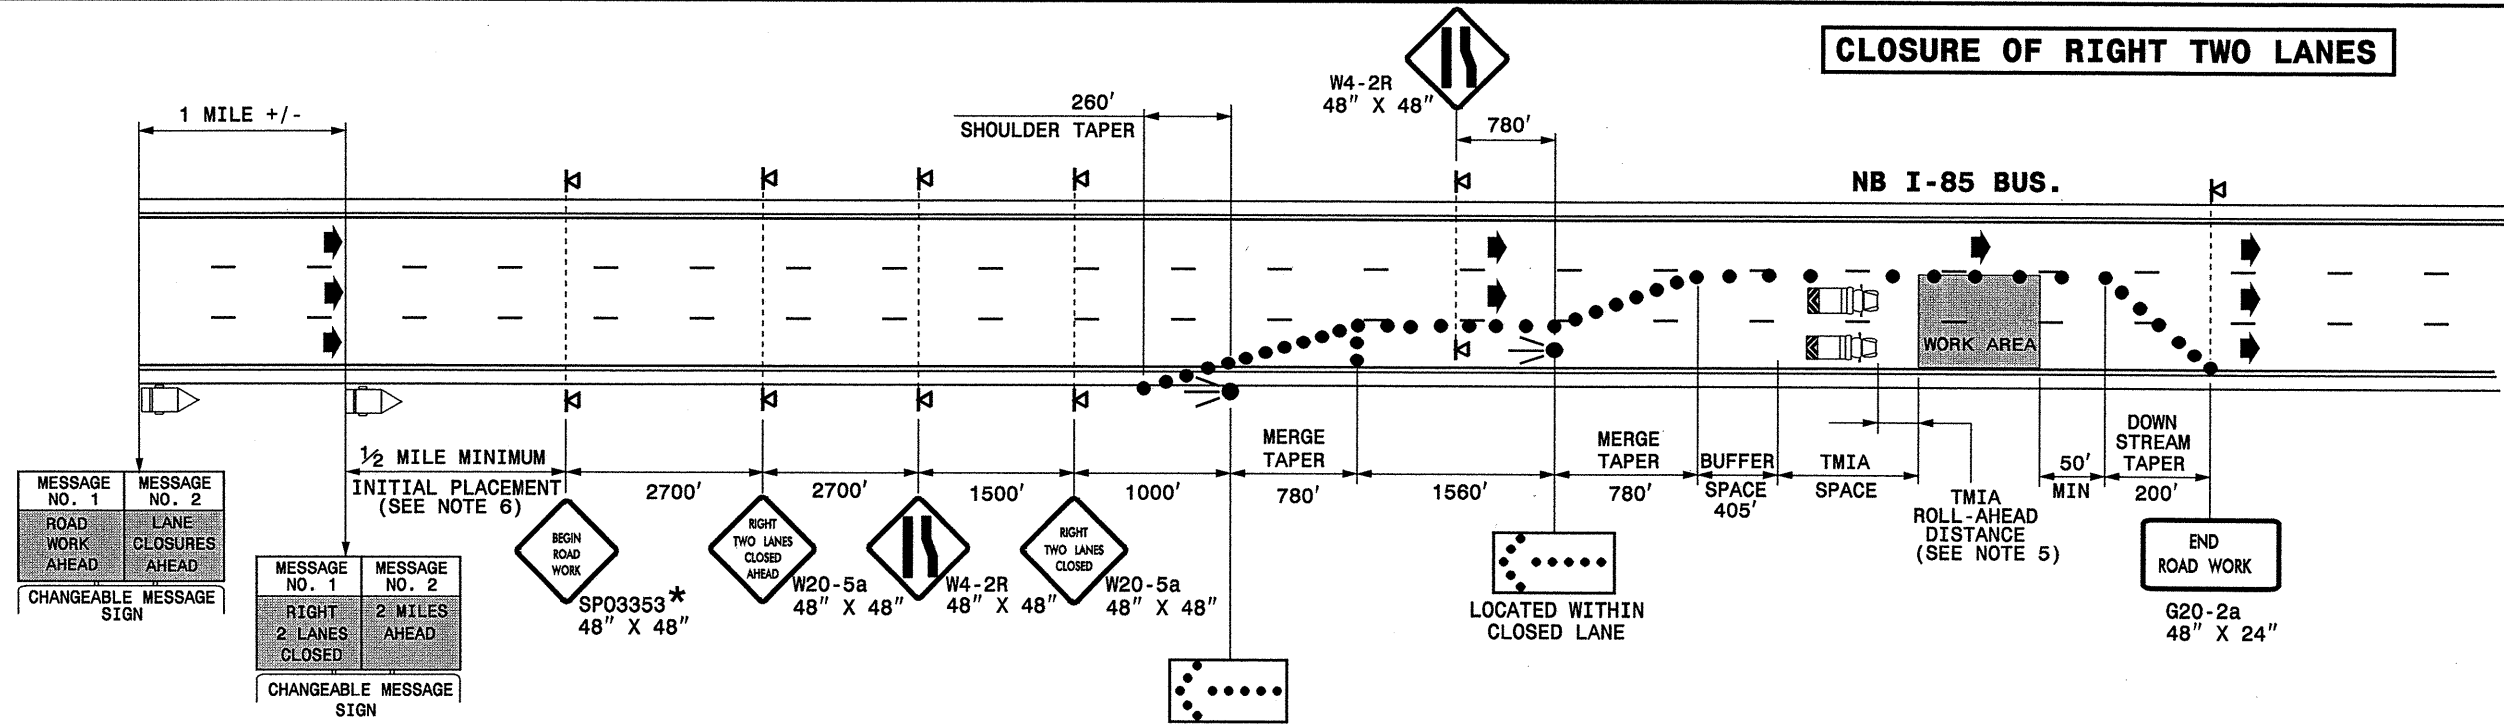 CLOSURE OF RIGHT TWO LANES
W4-2R
48" X 48"
1 MILE +/-
260'
SHOULDER TAPER
780'
NB I-85 BUS.
WORK AREA
1/2 MILE MINIMUM
INITIAL PLACEMENT
(SEE NOTE 6)
2700'
2700'
1500'
1000'
MERGE
TAPER
780'
1560'
MERGE
TAPER
780'
BUFFER
SPACE
405'
TMIA
SPACE
TMIA
ROLL-AHEAD
DISTANCE
(SEE NOTE 5)
50'
MIN
DOWN
STREAM
TAPER
200'
MESSAGE
NO. 1
MESSAGE
NO. 2
ROAD
WORK
AHEAD
LANE
CLOSURES
AHEAD
CHANGEABLE MESSAGE
SIGN
MESSAGE
NO. 1
MESSAGE
NO. 2
RIGHT
2 LANES
CLOSED
2 MILES
AHEAD
CHANGEABLE MESSAGE
SIGN
BEGIN
ROAD
WORK
SP03353*
48" X 48"
RIGHT
TWO LANES
CLOSED
AHEAD
W20-5a
48" X 48"
W4-2R
48" X 48"
RIGHT
TWO LANES
CLOSED
W20-5a
48" X 48"
LOCATED WITHIN
CLOSED LANE
END
ROAD WORK
G20-2a
48" X 24"